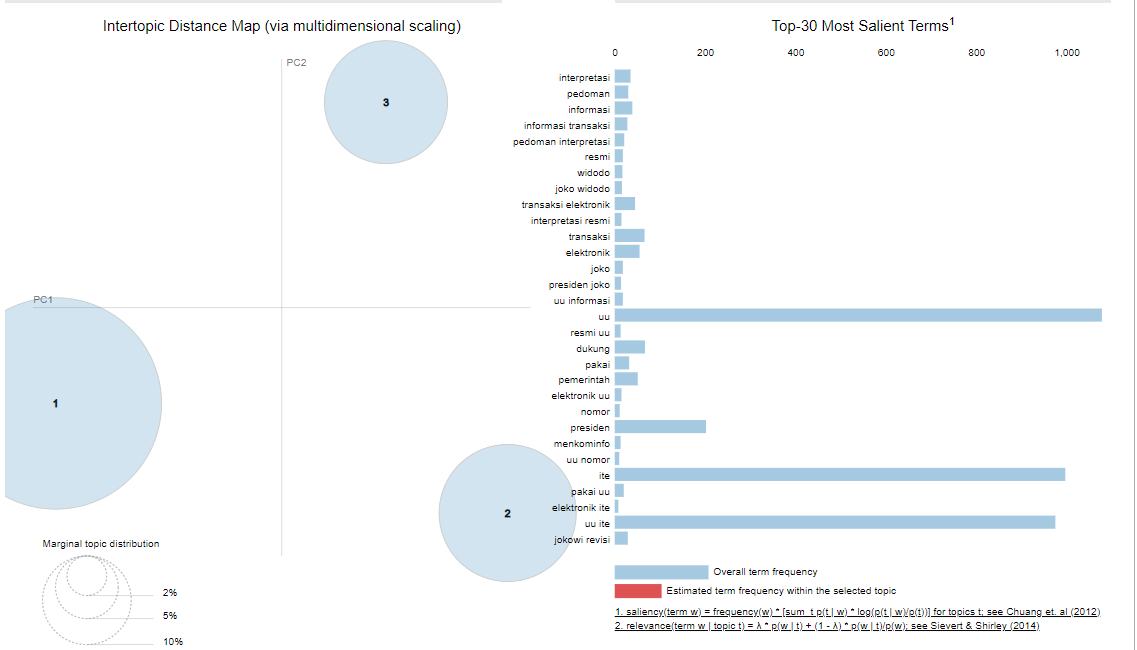 Intertopic Distance Map (via multidimensional scaling)
PC2
3
PC1
1
2
Marginal topic distribution
2%
5%
10%
Top-30 Most Salient Terms1
0 200 400 600 800 1,000
interpretasi
pedoman
informasi
informasi transaksi
pedoman interpretasi
resmi
widodo
joko widodo
transaksi elektronik
interpretasi resmi
transaksi
elektronik
joko
presiden joko
uu informasi
uu
resmi uu
dukung
pakai
pemerintah
elektronik uu
nomor
presiden
menkominfo
uu nomor
ite
pakai uu
elektronik ite
uu ite
jokowi revisi
Overall term frequency
Estimated term frequency within the selected topic
1. saliency(term w) = frequency(w) * [sum_t p(t | w) * log(p(t | w)/p(t))] for topics t; see Chuang et. al (2012)
2. relevance(term w | topic t) = λ * p(w | t) + (1 - λ) * p(w | t)/p(w); see Sievert & Shirley (2014)